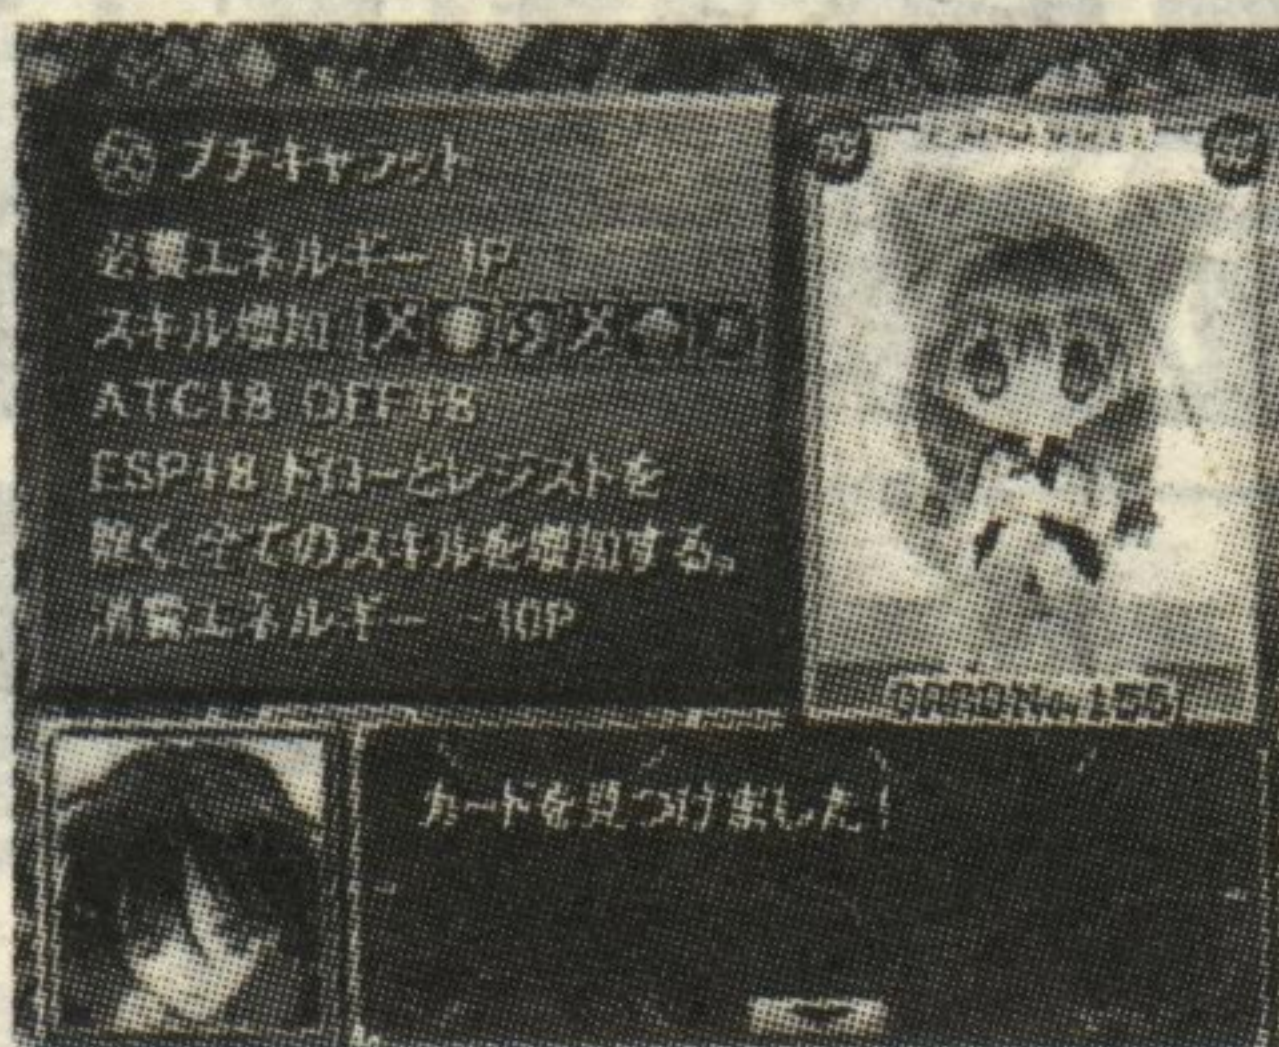 プチキャット
必要エネルギー 1P
スキル増加
ATC+8 DEF+8
ESP+8 ドローとレジストを
除く全てのスキルを増加する。
消費エネルギー -10P
CARD No.
カードを見つけました!